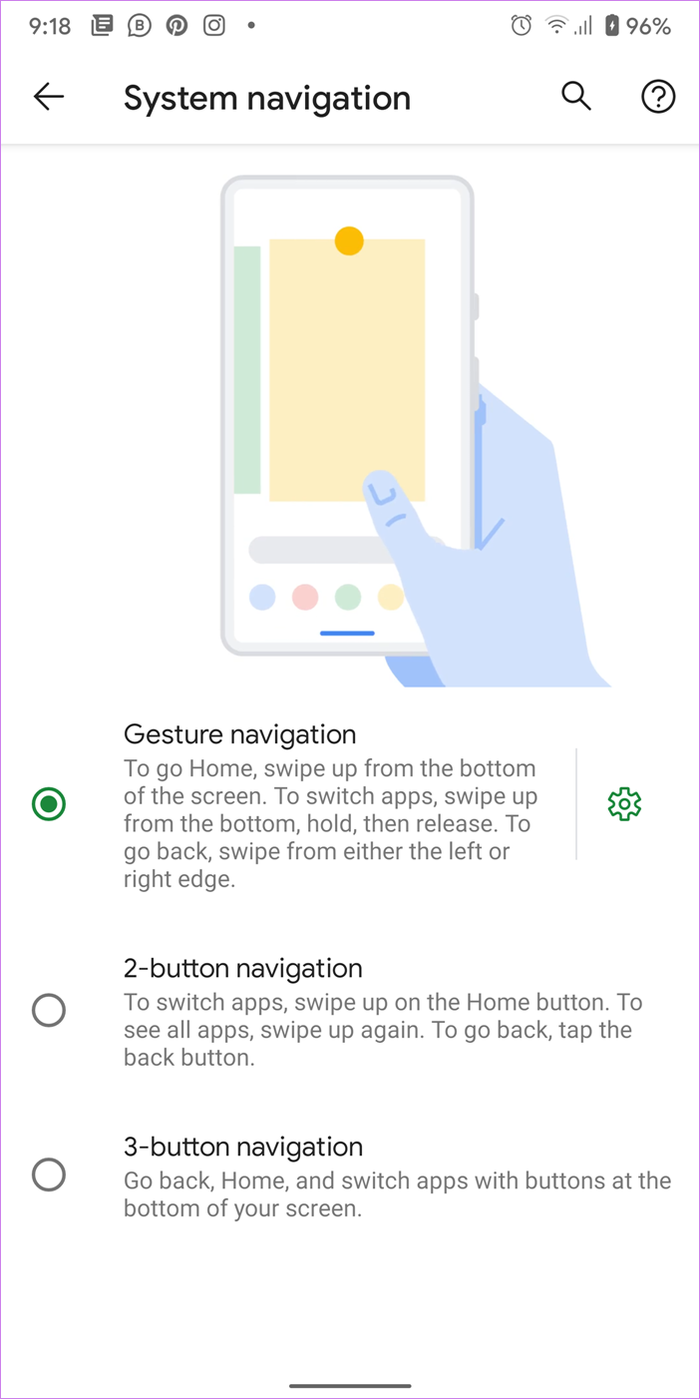 9:18 96%
System navigation
Gesture navigation
To go Home, swipe up from the bottom
of the screen. To switch apps, swipe up
from the bottom, hold, then release. To
go back, swipe from either the left or
right edge.
2-button navigation
To switch apps, swipe up on the Home button. To
see all apps, swipe up again. To go back, tap the
back button.
3-button navigation
Go back, Home, and switch apps with buttons at the
bottom of your screen.